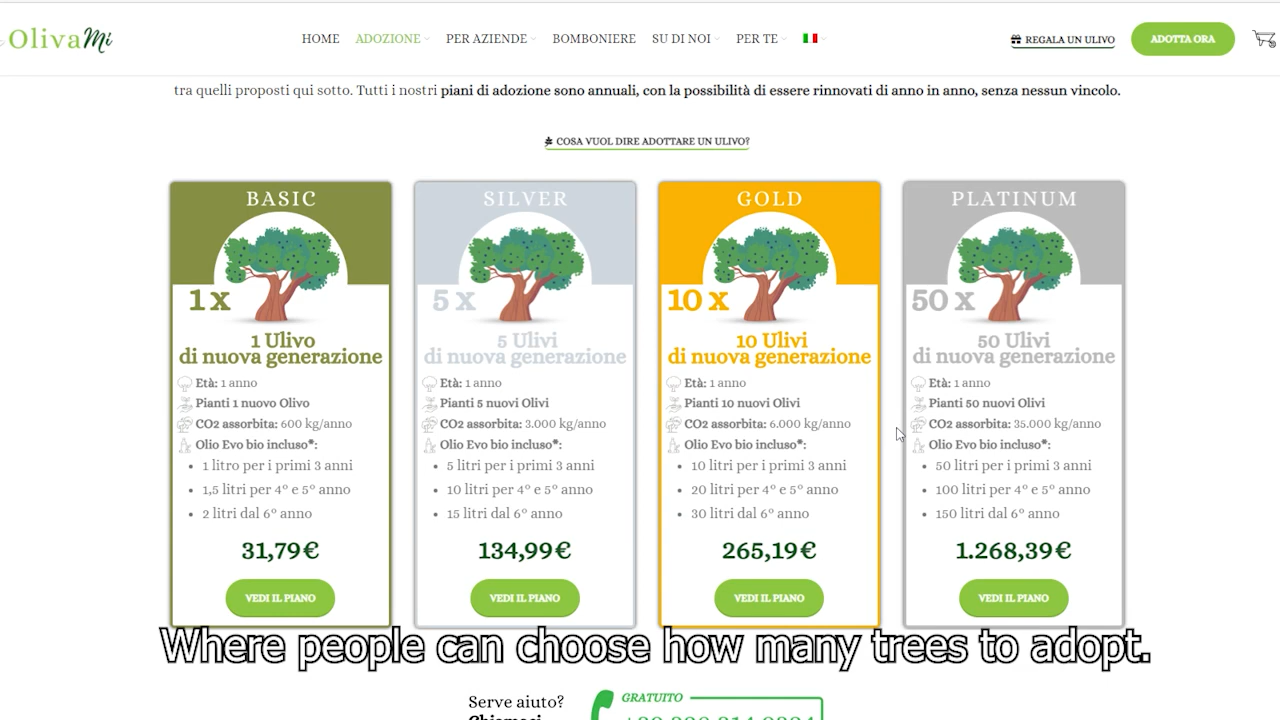 OlivaMi
HOME ADOZIONE PER AZIENDE BOMBONIERE SU DI NOI PER TE
REGALA UN ULIVO
ADOTTA ORA
tra quelli proposti qui sotto. Tutti i nostri piani di adozione sono annuali, con la possibilità di essere rinnovati di anno in anno, senza nessun vincolo.
COSA VUOL DIRE ADOTTARE UN ULIVO?
BASIC
1 x
1 Ulivo
di nuova generazione
Età: 1 anno
Pianti 1 nuovo Olivo
CO2 assorbita: 600 kg/anno
Olio Evo bio incluso*:
• 1 litro per i primi 3 anni
• 1,5 litri per 4° e 5° anno
• 2 litri dal 6° anno
31,79€
VEDI IL PIANO
SILVER
5 x
5 Ulivi
di nuova generazione
Età: 1 anno
Pianti 5 nuovi Olivi
CO2 assorbita: 3.000 kg/anno
Olio Evo bio incluso*:
• 5 litri per i primi 3 anni
• 10 litri per 4° e 5° anno
• 15 litri dal 6° anno
134,99€
VEDI IL PIANO
GOLD
10 x
10 Ulivi
di nuova generazione
Età: 1 anno
Pianti 10 nuovi Olivi
CO2 assorbita: 6.000 kg/anno
Olio Evo bio incluso*:
• 10 litri per i primi 3 anni
• 20 litri per 4° e 5° anno
• 30 litri dal 6° anno
265,19€
VEDI IL PIANO
PLATINUM
50 x
50 Ulivi
di nuova generazione
Età: 1 anno
Pianti 50 nuovi Olivi
CO2 assorbita: 35.000 kg/anno
Olio Evo bio incluso*:
• 50 litri per i primi 3 anni
• 100 litri per 4° e 5° anno
• 150 litri dal 6° anno
1.268,39€
VEDI IL PIANO
Where people can choose how many trees to adopt.
Serve aiuto?
GRATUITO